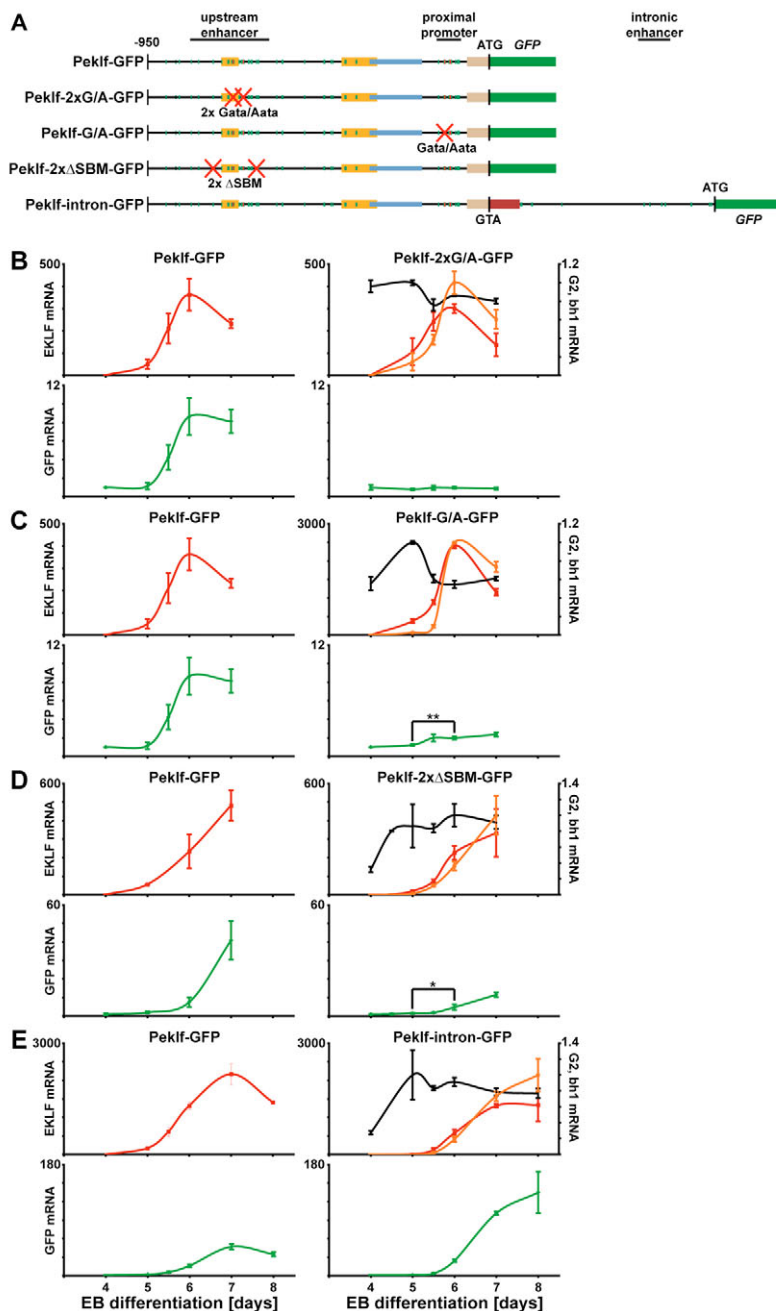 A
upstream enhancer
proximal promoter
intronic enhancer
-950
ATG GFP
Peklf-GFP
Peklf-2xG/A-GFP
2x Gata/Aata
Peklf-G/A-GFP
Gata/Aata
Peklf-2xΔSBM-GFP
2x ΔSBM
ATG
Peklf-intron-GFP
GTA
GFP
B
Peklf-GFP
Peklf-2xG/A-GFP
500
500
1.2
EKLF mRNA
G2, bh1 mRNA
12
12
GFP mRNA
C
Peklf-GFP
Peklf-G/A-GFP
500
3000
1.2
EKLF mRNA
G2, bh1 mRNA
12
12
GFP mRNA
**
D
Peklf-GFP
Peklf-2xΔSBM-GFP
600
600
1.4
EKLF mRNA
G2, bh1 mRNA
60
60
GFP mRNA
*
E
Peklf-GFP
Peklf-intron-GFP
3000
3000
1.4
EKLF mRNA
G2, bh1 mRNA
180
180
GFP mRNA
4 5 6 7 8
4 5 6 7 8
EB differentiation [days]
EB differentiation [days]